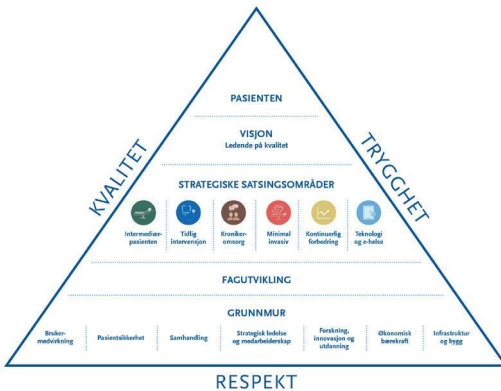 PASIENTEN
VISJON
Ledende på kvalitet
KVALITET
TRYGGHET
STRATEGISKE SATSINGSOMRÅDER
Intermediær-
pasienten
Tidlig
intervensjon
Kroniker-
omsorg
Minimal
invasiv
Kontinuerlig
forbedring
Teknologi
og e-helse
FAGUTVIKLING
GRUNNMUR
Bruker-
medvirkning
Pasientsikkerhet
Samhandling
Strategisk ledelse
og medarbeiderskap
Forskning,
innovasjon og
utdanning
Økonomisk
bærekraft
Infrastruktur
og bygg
RESPEKT